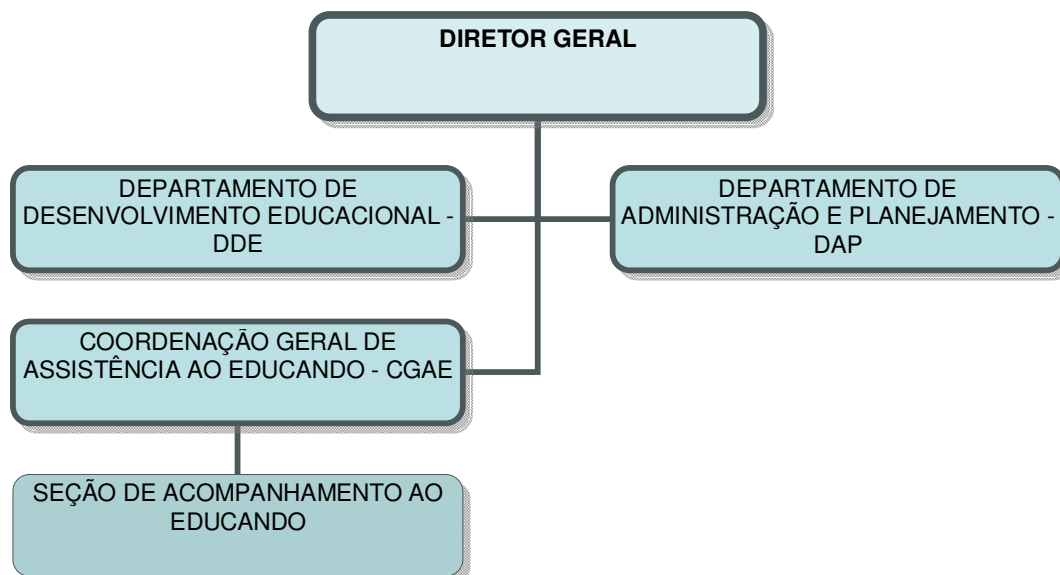 DIRETOR GERAL
DEPARTAMENTO DE
DESENVOLVIMENTO EDUCACIONAL -
DDE
DEPARTAMENTO DE
ADMINISTRAÇÃO E PLANEJAMENTO -
DAP
COORDENAÇÃO GERAL DE
ASSISTÊNCIA AO EDUCANDO - CGAE
SEÇÃO DE ACOMPANHAMENTO AO
EDUCANDO